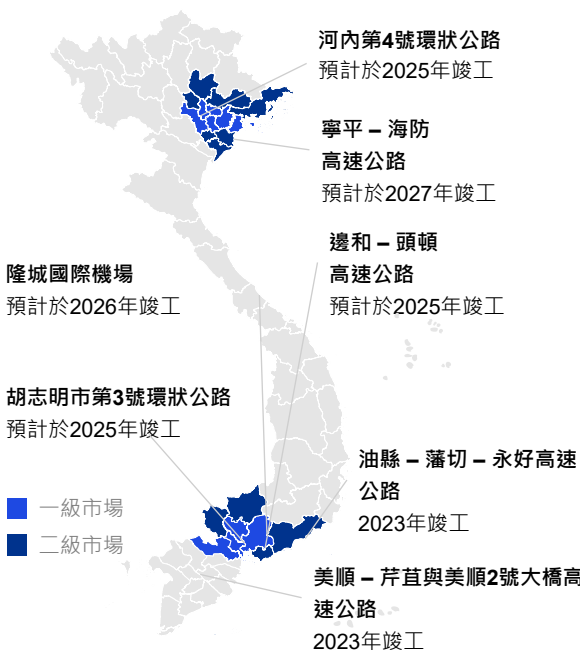 河內第4號環狀公路
預計於2025年竣工
寧平 – 海防
高速公路
預計於2027年竣工
邊和 – 頭頓
高速公路
預計於2025年竣工
隆城國際機場
預計於2026年竣工
胡志明市第3號環狀公路
預計於2025年竣工
一級市場
二級市場
油縣 – 藩切 – 永好高速
公路
2023年竣工
美順 – 芹苴與美順2號大橋高
速公路
2023年竣工